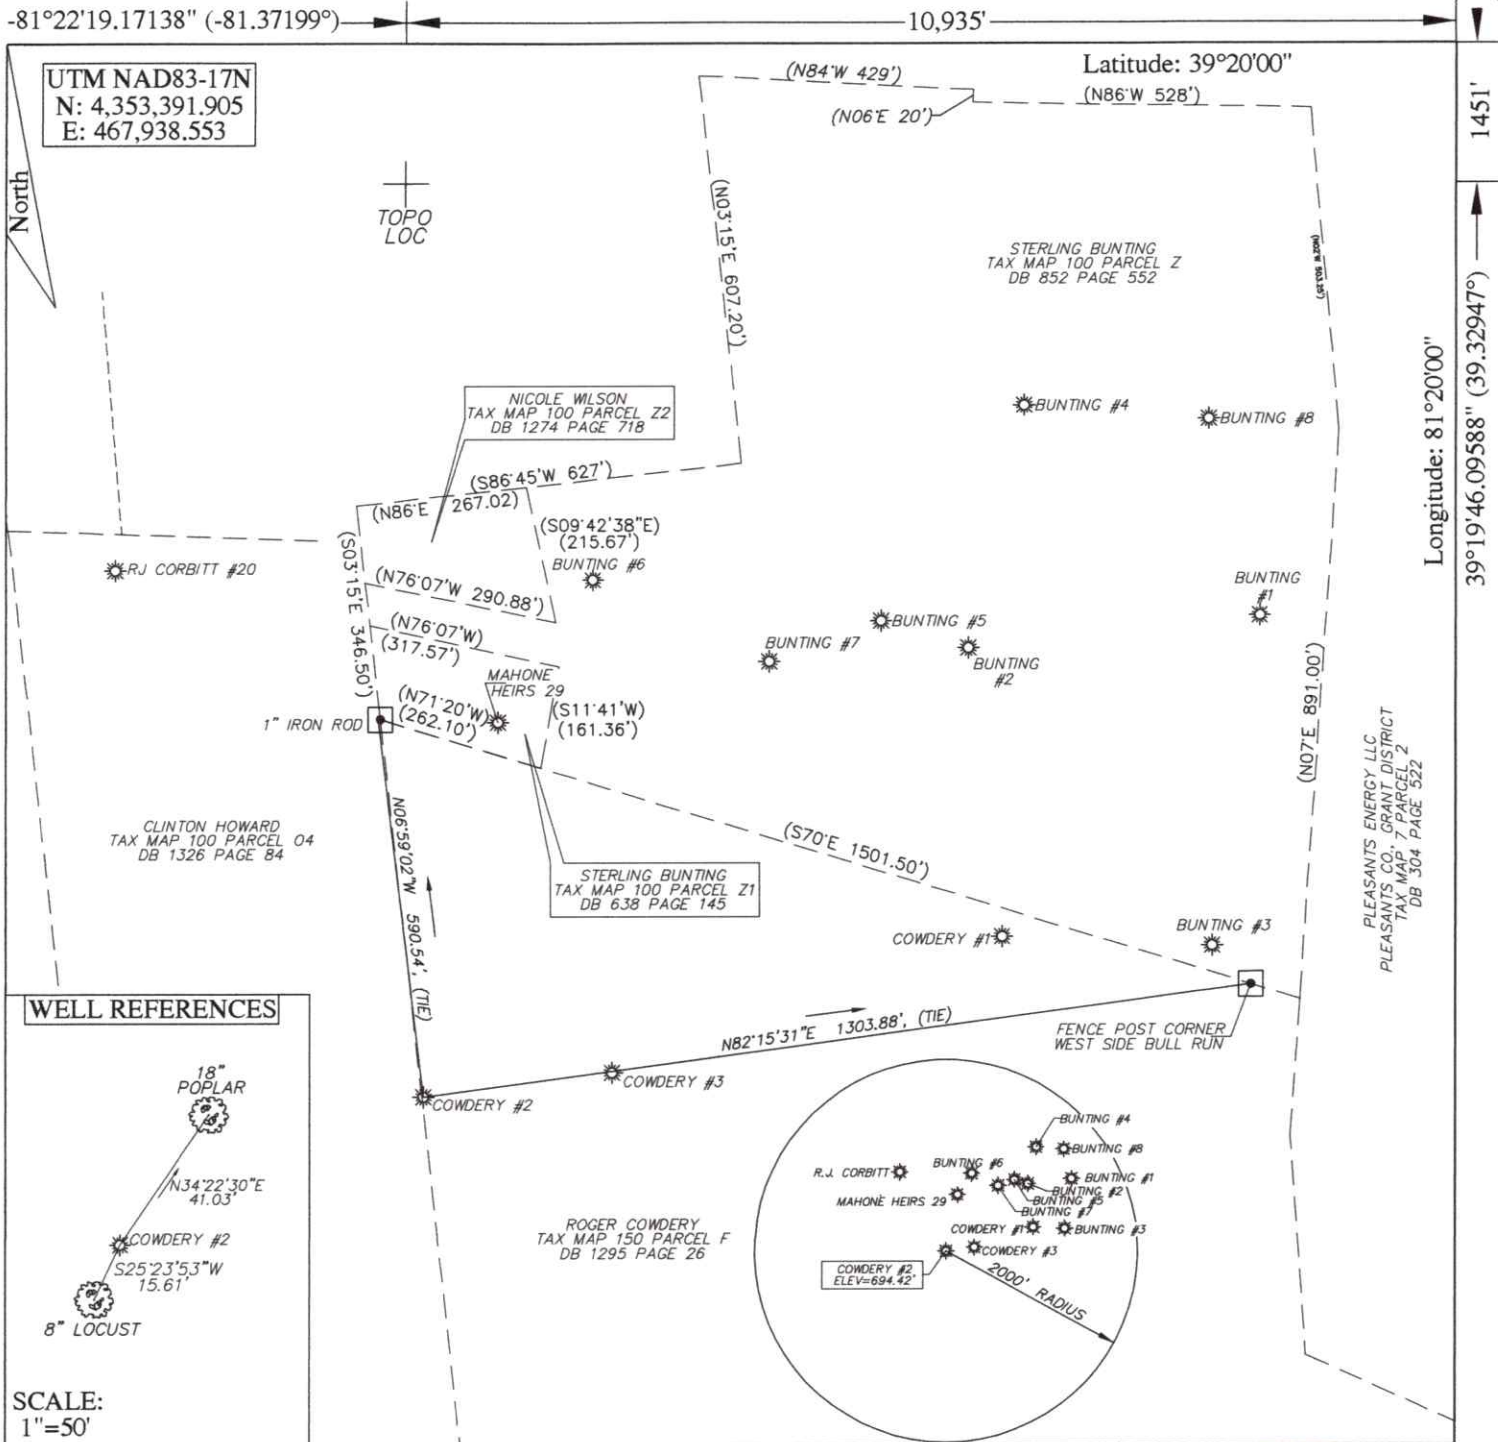 -81°22'19.17138" (-81.37199°)
10,935'
1451'
39°19'46.09588" (39.32947°)
Latitude: 39°20'00"
Longitude: 81°20'00"
UTM NAD83-17N
N: 4,353,391.905
E: 467,938.553
North
TOPO
LOC
(N84°W 429')
(N06°E 20')
(N86°W 528')
(N03°15'E 607.20')
STERLING BUNTING
TAX MAP 100 PARCEL Z
DB 852 PAGE 552
BUNTING #4
BUNTING #8
NICOLE WILSON
TAX MAP 100 PARCEL Z2
DB 1274 PAGE 718
(S86°45'W 627')
(N86°E 267.02)
(S09°42'38"E)
(215.67')
BUNTING #6
RJ CORBITT #20
(S03°15'E 346.50')
(N76°07'W 290.88')
(N76°07'W)
(317.57')
BUNTING
#1
BUNTING #5
BUNTING #7
BUNTING
#2
MAHONE
HEIRS 29
(N71°20'W)
(262.10')
(S11°41'W)
(161.36')
1" IRON ROD
(N07°E 891.00')
PLEASANTS ENERGY LLC
PLEASANTS CO., GRANT DISTRICT
TAX MAP 7 PARCEL 2
DB 304 PAGE 522
CLINTON HOWARD
TAX MAP 100 PARCEL O4
DB 1326 PAGE 84
N06°59'02"W 590.54', (TIE)
STERLING BUNTING
TAX MAP 100 PARCEL Z1
DB 638 PAGE 145
(S70°E 1501.50')
COWDERY #1
BUNTING #3
N82°15'31"E 1303.88', (TIE)
FENCE POST CORNER
WEST SIDE BULL RUN
COWDERY #3
COWDERY #2
WELL REFERENCES
18"
POPLAR
N34°22'30"E
41.03'
COWDERY #2
S25°23'53"W
15.61'
8" LOCUST
SCALE:
1"=50'
ROGER COWDERY
TAX MAP 150 PARCEL F
DB 1295 PAGE 26
BUNTING #4
BUNTING #8
BUNTING #6
R.J. CORBITT
BUNTING #1
BUNTING #2
MAHONE HEIRS 29
BUNTING #5
BUNTING #7
COWDERY #1
BUNTING #3
COWDERY #3
COWDERY #2
ELEV=694.42'
2000' RADIUS